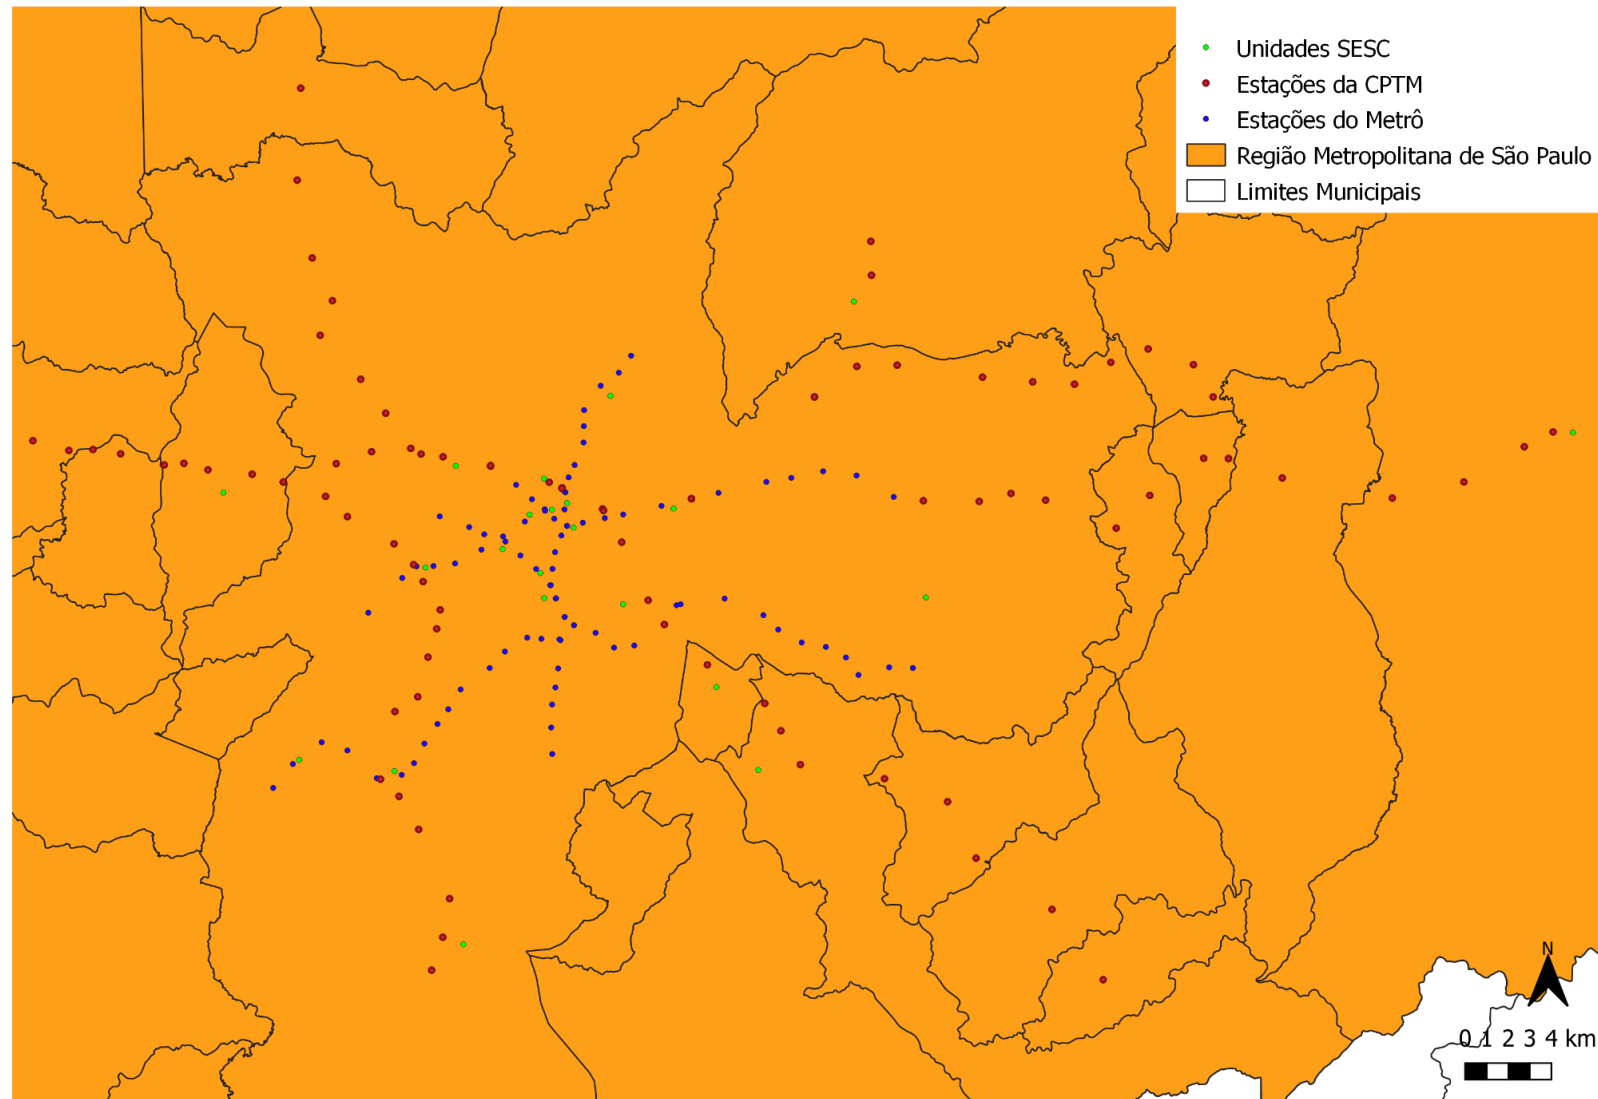 Unidades SESC
Estações da CPTM
Estações do Metrô
Região Metropolitana de São Paulo
Limites Municipais
N
0 1 2 3 4 km